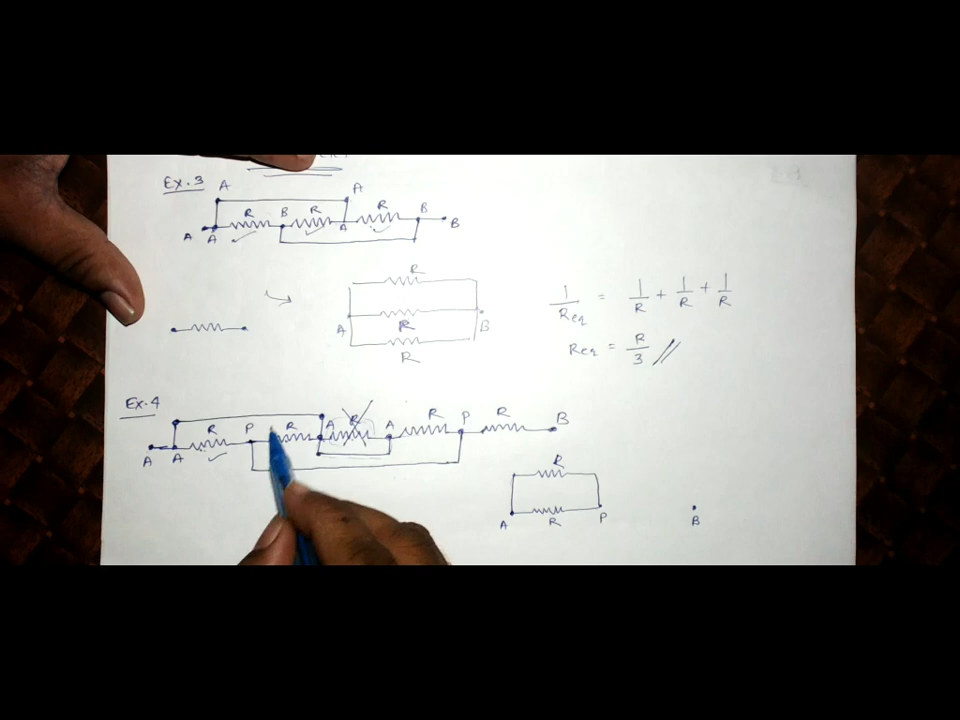 Ex.3
A A
R B R R B
A A A B
R
A R B
R
1/Req = 1/R + 1/R + 1/R
Req = R/3 //
Ex.4
R P R A R A R P R B
A A
R
A R P
B